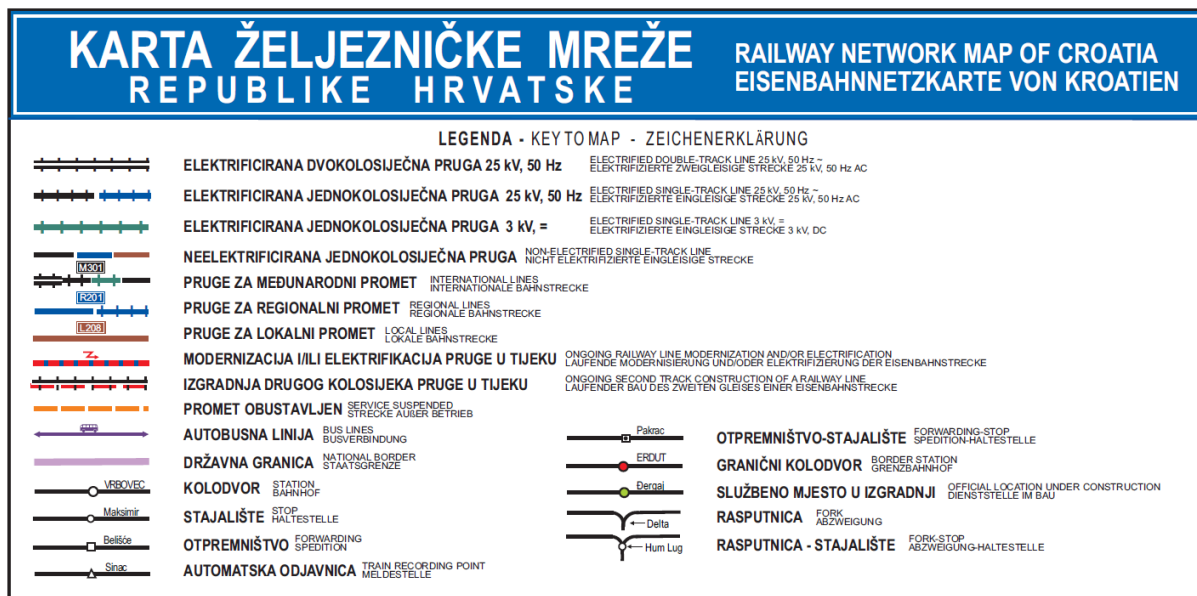 KARTA ŽELJEZNIČKE MREŽE
REPUBLIKE HRVATSKE
RAILWAY NETWORK MAP OF CROATIA
EISENBAHNNETZKARTE VON KROATIEN
LEGENDA - KEY TO MAP - ZEICHENERKLÄRUNG
ELEKTRIFICIRANA DVOKOLOSIJEČNA PRUGA 25 kV, 50 Hz
ELECTRIFIED DOUBLE-TRACK LINE 25 kV, 50 Hz ~
ELEKTRIFIZIERTE ZWEIGLEISIGE STRECKE 25 kV, 50 Hz AC
ELEKTRIFICIRANA JEDNOKOLOSIJEČNA PRUGA 25 kV, 50 Hz
ELECTRIFIED SINGLE-TRACK LINE 25 kV, 50 Hz ~
ELEKTRIFIZIERTE EINGLEISIGE STRECKE 25 kV, 50 Hz AC
ELEKTRIFICIRANA JEDNOKOLOSIJEČNA PRUGA 3 kV, =
ELECTRIFIED SINGLE-TRACK LINE 3 kV, =
ELEKTRIFIZIERTE EINGLEISIGE STRECKE 3 kV, DC
NEELEKTRIFICIRANA JEDNOKOLOSIJEČNA PRUGA
NON-ELECTRIFIED SINGLE-TRACK LINE
NICHT ELEKTRIFIZIERTE EINGLEISIGE STRECKE
M301
PRUGE ZA MEĐUNARODNI PROMET
INTERNATIONAL LINES
INTERNATIONALE BAHNSTRECKE
R201
PRUGE ZA REGIONALNI PROMET
REGIONAL LINES
REGIONALE BAHNSTRECKE
L208
PRUGE ZA LOKALNI PROMET
LOCAL LINES
LOKALE BAHNSTRECKE
MODERNIZACIJA I/ILI ELEKTRIFIKACIJA PRUGE U TIJEKU
ONGOING RAILWAY LINE MODERNIZATION AND/OR ELECTRIFICATION
LAUFENDE MODERNISIERUNG UND/ODER ELEKTRIFIZIERUNG DER EISENBAHNSTRECKE
IZGRADNJA DRUGOG KOLOSIJEKA PRUGE U TIJEKU
ONGOING SECOND TRACK CONSTRUCTION OF A RAILWAY LINE
LAUFENDER BAU DES ZWEITEN GLEISES EINER EISENBAHNSTRECKE
PROMET OBUSTAVLJEN
SERVICE SUSPENDED
STRECKE AUßER BETRIEB
AUTOBUSNA LINIJA
BUS LINES
BUSVERBINDUNG
DRŽAVNA GRANICA
NATIONAL BORDER
STAATSGRENZE
VRBOVEC
KOLODVOR
STATION
BAHNHOF
Maksimir
STAJALIŠTE
STOP
HALTESTELLE
Belišće
OTPREMNIŠTVO
FORWARDING
SPEDITION
Sinac
AUTOMATSKA ODJAVNICA
TRAIN RECORDING POINT
MELDESTELLE
Pakrac
OTPREMNIŠTVO-STAJALIŠTE
FORWARDING-STOP
SPEDITION-HALTESTELLE
ERDUT
GRANIČNI KOLODVOR
BORDER STATION
GRENZBAHNHOF
Đergaj
SLUŽBENO MJESTO U IZGRADNJI
OFFICIAL LOCATION UNDER CONSTRUCTION
DIENSTSTELLE IM BAU
Delta
RASPUTNICA
FORK
ABZWEIGUNG
Hum Lug
RASPUTNICA - STAJALIŠTE
FORK-STOP
ABZWEIGUNG-HALTESTELLE